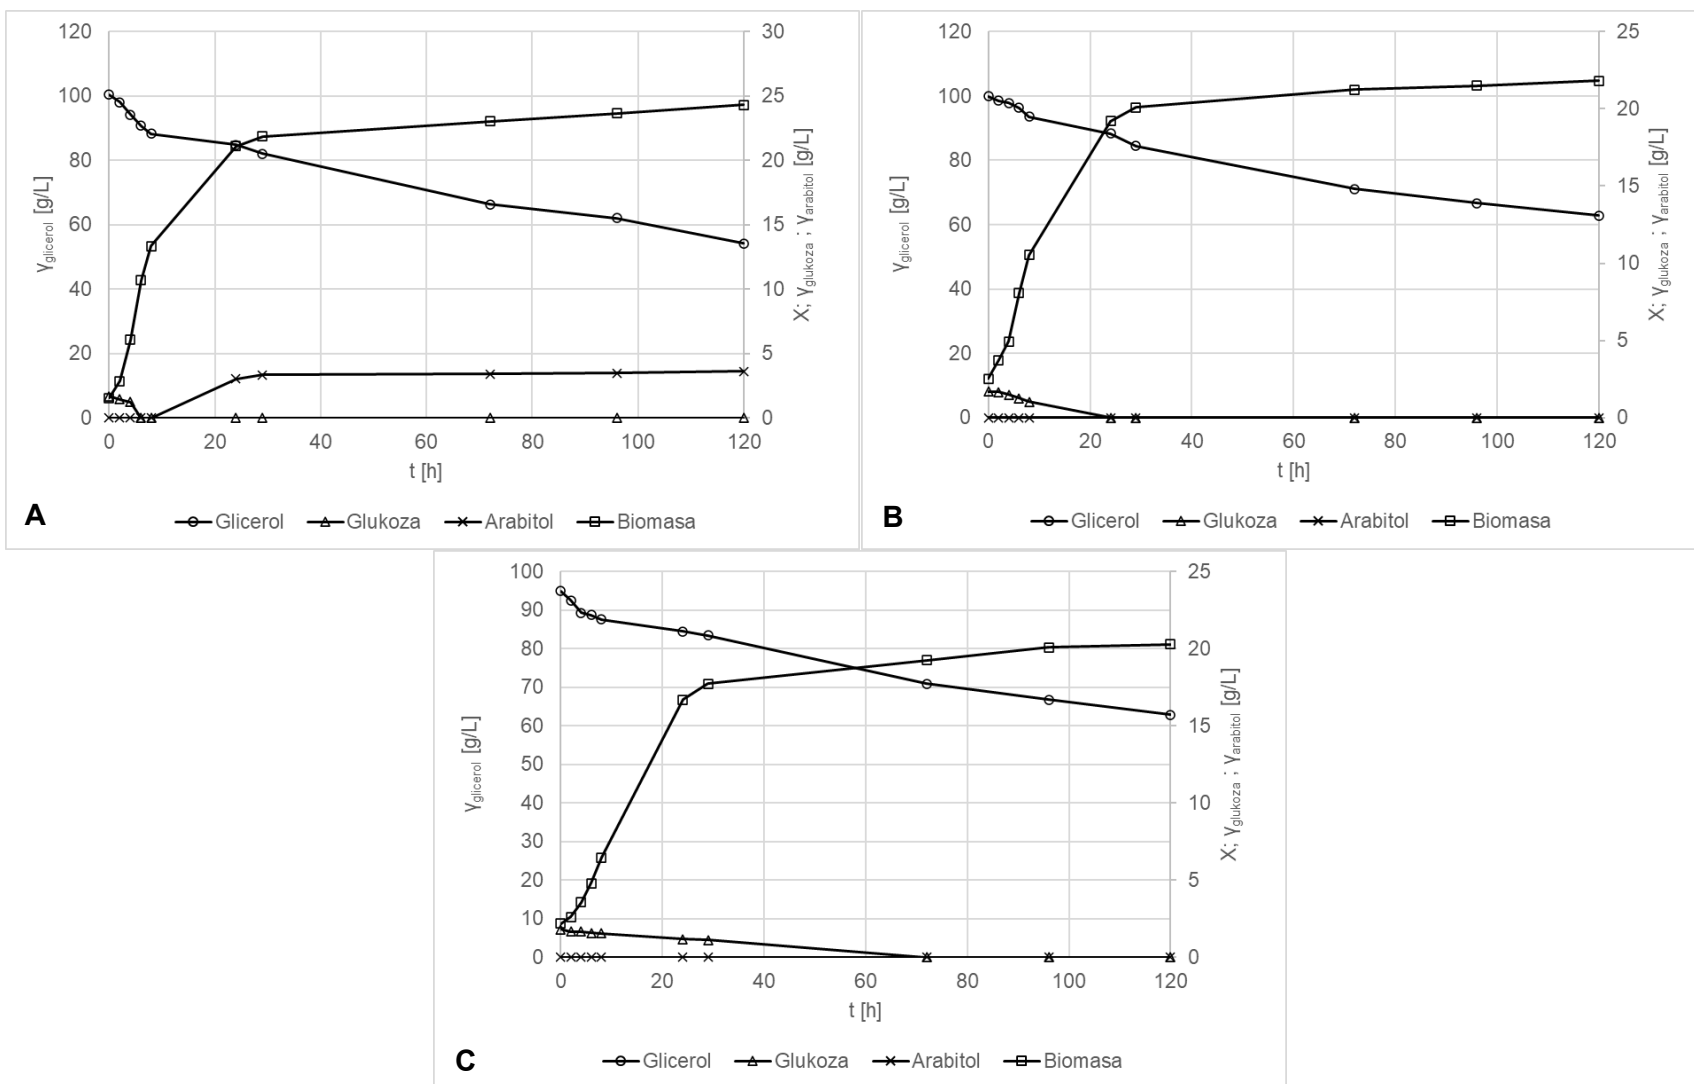 120
100
80
60
40
20
0
30
25
20
15
10
5
0
0 20 40 60 80 100 120
γglicerol [g/L]
X; γglukoza ; γarabitol [g/L]
t [h]
A
Glicerol Glukoza Arabitol Biomasa
120
100
80
60
40
20
0
25
20
15
10
5
0
0 20 40 60 80 100 120
γglicerol [g/L]
X; γglukoza ; γarabitol [g/L]
t [h]
B
Glicerol Glukoza Arabitol Biomasa
100
90
80
70
60
50
40
30
20
10
0
25
20
15
10
5
0
0 20 40 60 80 100 120
γglicerol [g/L]
X; γglukoza ; γarabitol [g/L]
t [h]
C
Glicerol Glukoza Arabitol Biomasa